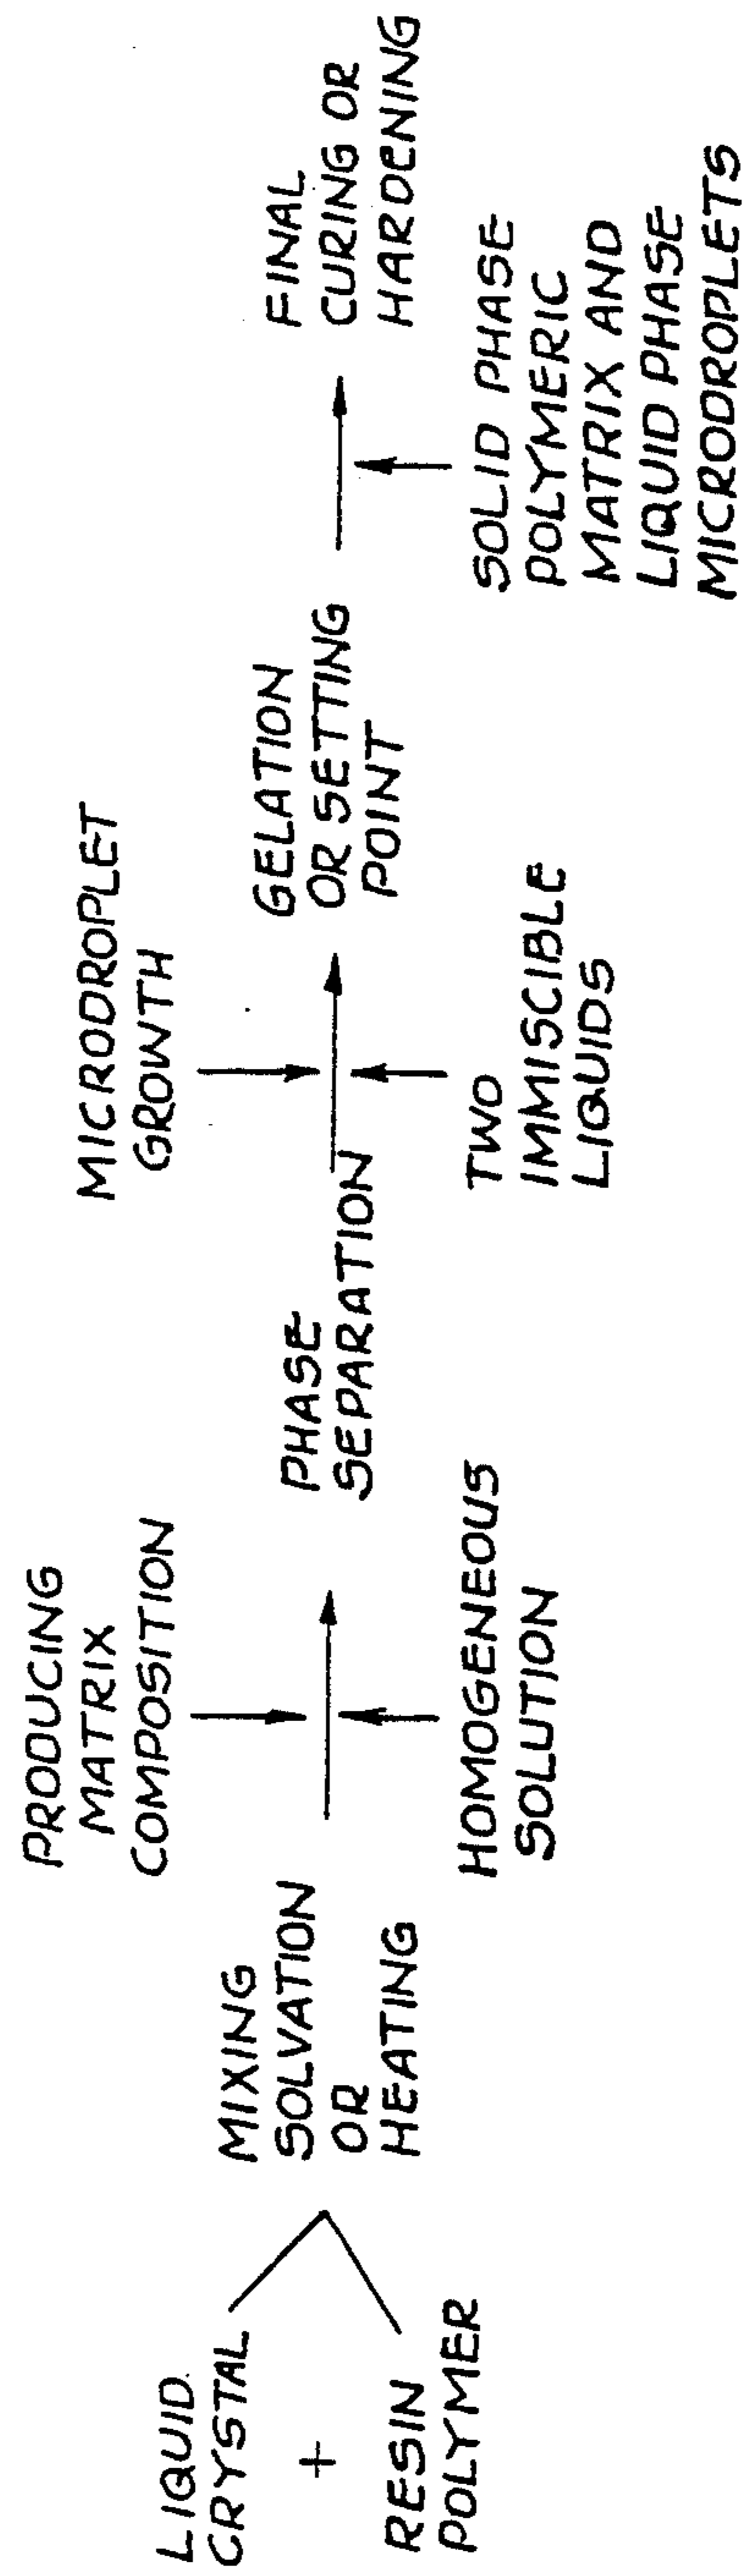 LIQUID
CRYSTAL
+
RESIN
POLYMER
MIXING
SOLVATION
OR
HEATING
PRODUCING
MATRIX
COMPOSITION
HOMOGENEOUS
SOLUTION
PHASE
SEPARATION
MICRODROPLET
GROWTH
TWO
IMMISCIBLE
LIQUIDS
GELATION
OR SETTING
POINT
SOLID PHASE
POLYMERIC
MATRIX AND
LIQUID PHASE
MICRODROPLETS
FINAL
CURING OR
HARDENING